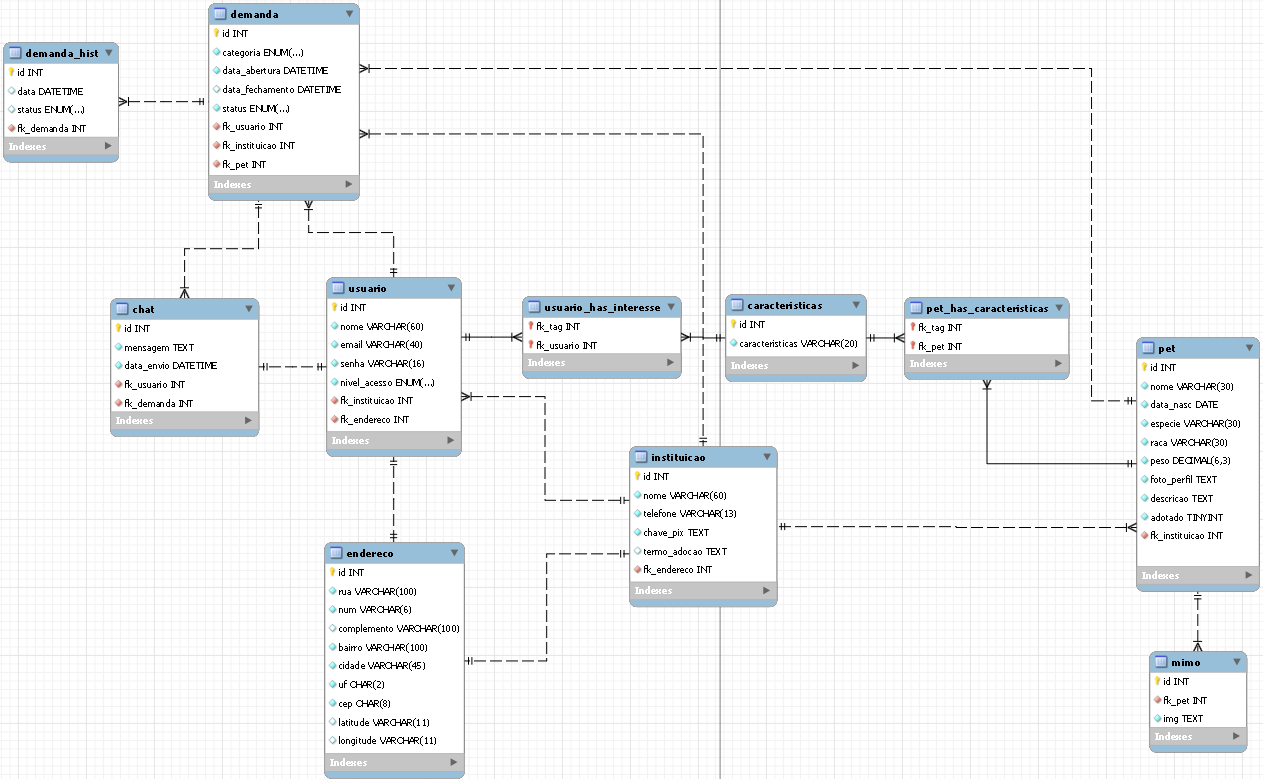 demanda
id INT
categoria ENUM(...)
data_abertura DATETIME
data_fechamento DATETIME
status ENUM(...)
fk_usuario INT
fk_instituicao INT
fk_pet INT
Indexes
demanda_hist
id INT
data DATETIME
status ENUM(...)
fk_demanda INT
Indexes
chat
id INT
mensagem TEXT
data_envio DATETIME
fk_usuario INT
fk_demanda INT
Indexes
usuario
id INT
nome VARCHAR(60)
email VARCHAR(40)
senha VARCHAR(16)
nivel_acesso ENUM(...)
fk_instituicao INT
fk_endereco INT
Indexes
usuario_has_interesse
fk_tag INT
fk_usuario INT
Indexes
caracteristicas
id INT
caracteristicas VARCHAR(20)
Indexes
pet_has_caracteristicas
fk_tag INT
fk_pet INT
Indexes
pet
id INT
nome VARCHAR(30)
data_nasc DATE
especie VARCHAR(30)
raca VARCHAR(30)
peso DECIMAL(6,3)
foto_perfil TEXT
descricao TEXT
adotado TINYINT
fk_instituicao INT
Indexes
instituicao
id INT
nome VARCHAR(60)
telefone VARCHAR(13)
chave_pix TEXT
termo_adocao TEXT
fk_endereco INT
Indexes
endereco
id INT
rua VARCHAR(100)
num VARCHAR(6)
complemento VARCHAR(100)
bairro VARCHAR(100)
cidade VARCHAR(45)
uf CHAR(2)
cep CHAR(8)
latitude VARCHAR(11)
longitude VARCHAR(11)
Indexes
mimo
id INT
fk_pet INT
img TEXT
Indexes